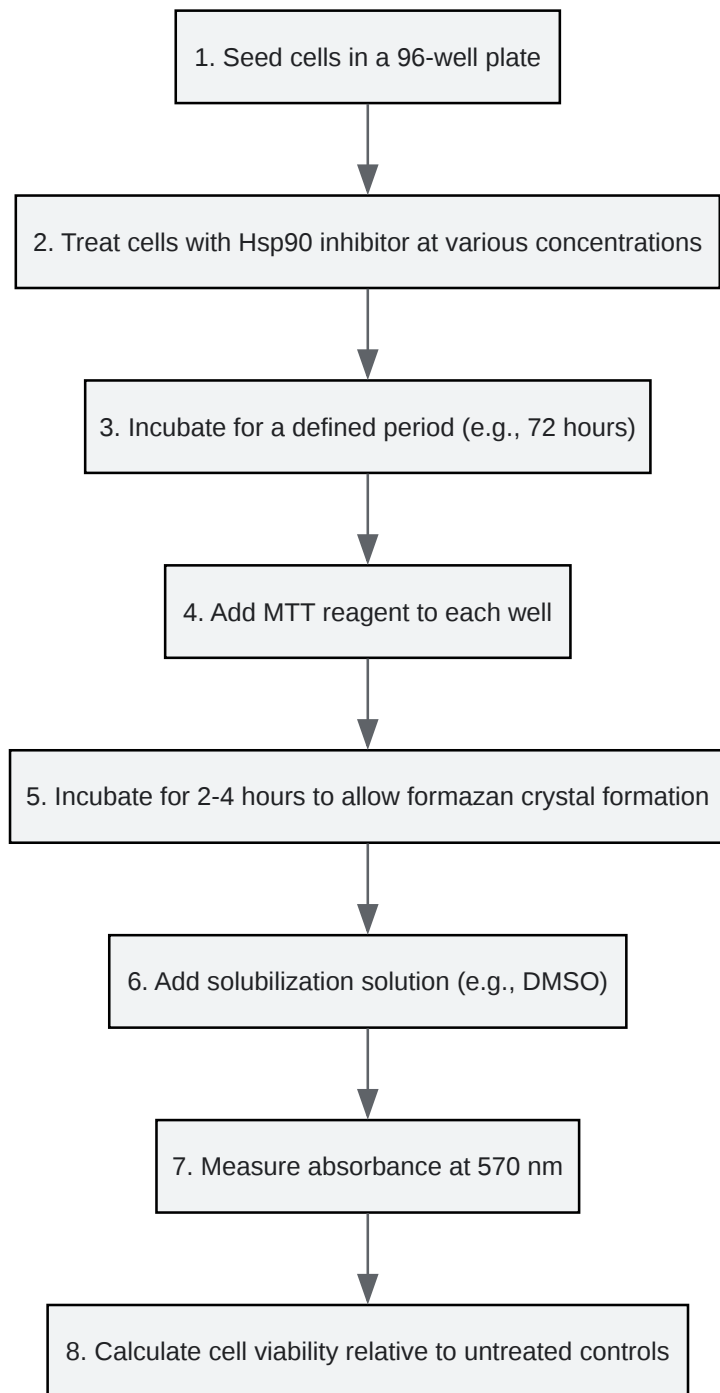 1. Seed cells in a 96-well plate
2. Treat cells with Hsp90 inhibitor at various concentrations
3. Incubate for a defined period (e.g., 72 hours)
4. Add MTT reagent to each well
5. Incubate for 2-4 hours to allow formazan crystal formation
6. Add solubilization solution (e.g., DMSO)
7. Measure absorbance at 570 nm
8. Calculate cell viability relative to untreated controls